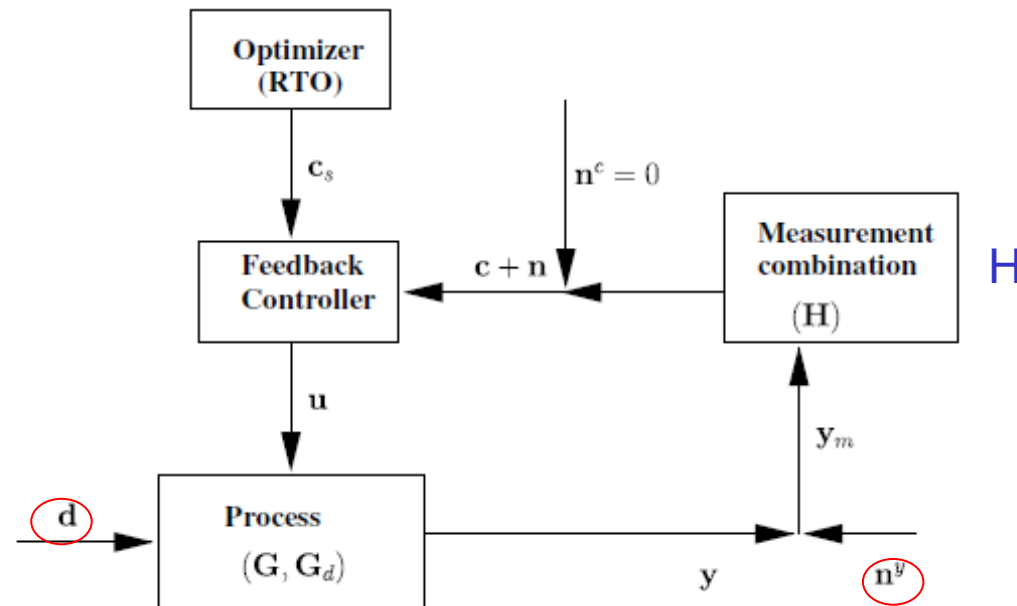 Optimizer
(RTO)
c_s
n^c = 0
Feedback
Controller
c + n
Measurement
combination
(H)
H
u
y_m
d
Process
(G, G_d)
y
n^y